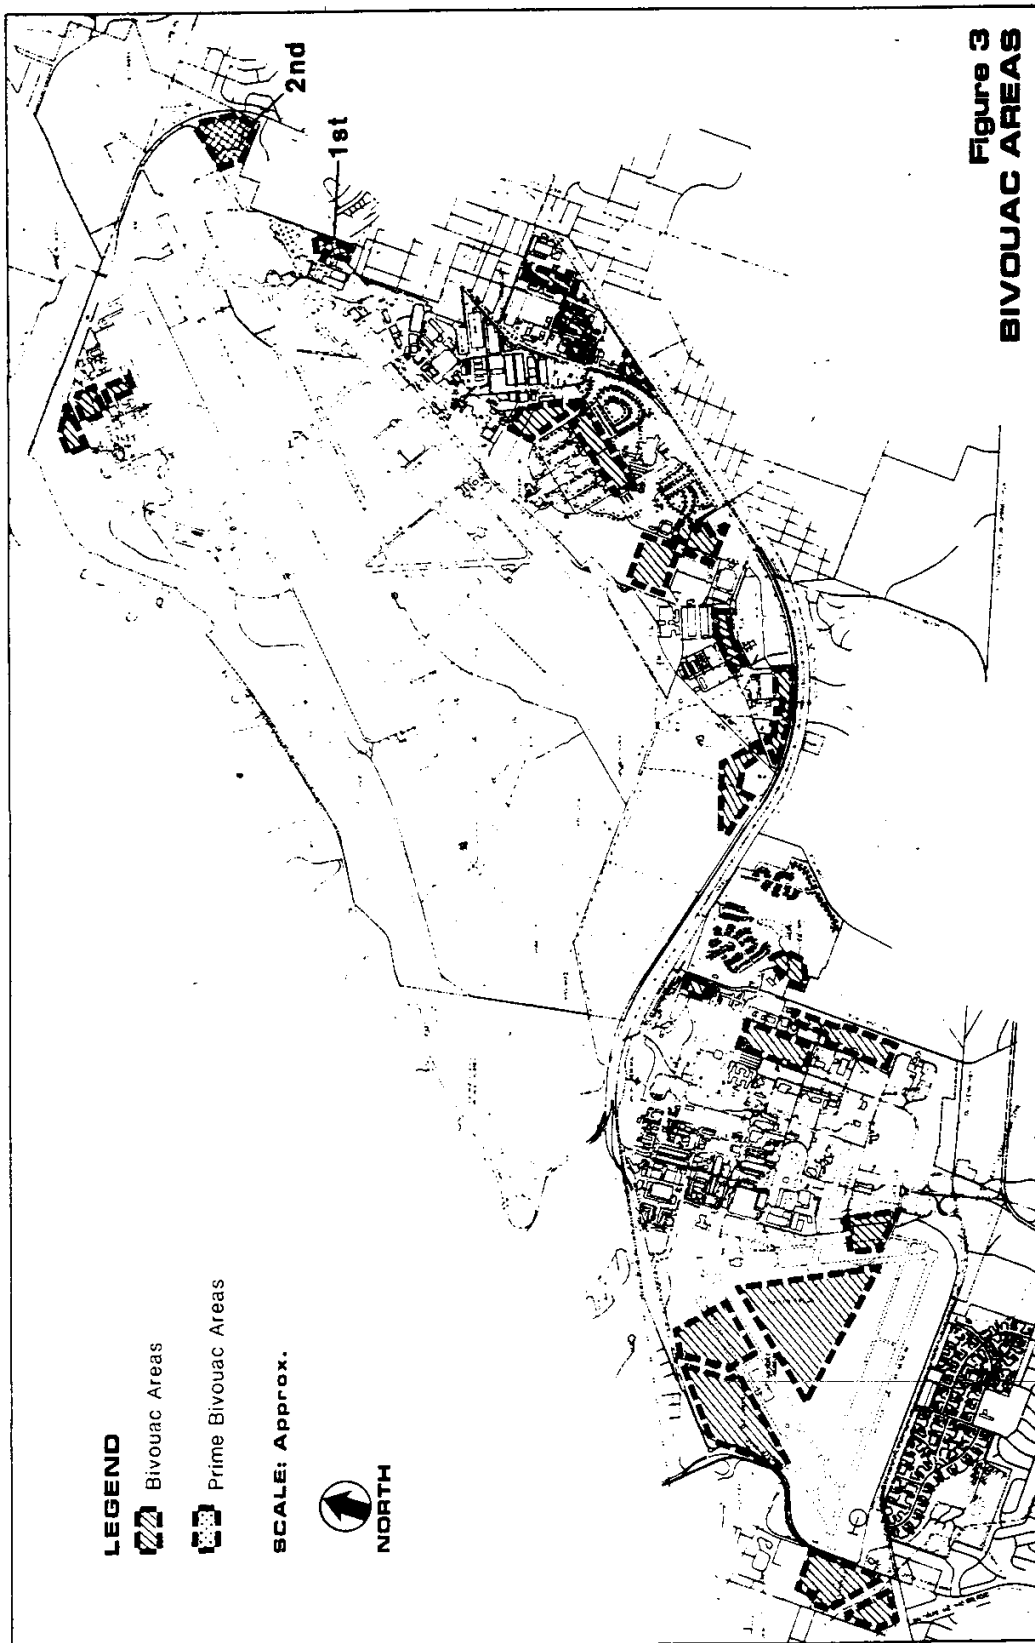 LEGEND
Bivouac Areas
Prime Bivouac Areas
SCALE: Approx.
NORTH
2nd
1st
Figure 3
BIVOUAC AREAS